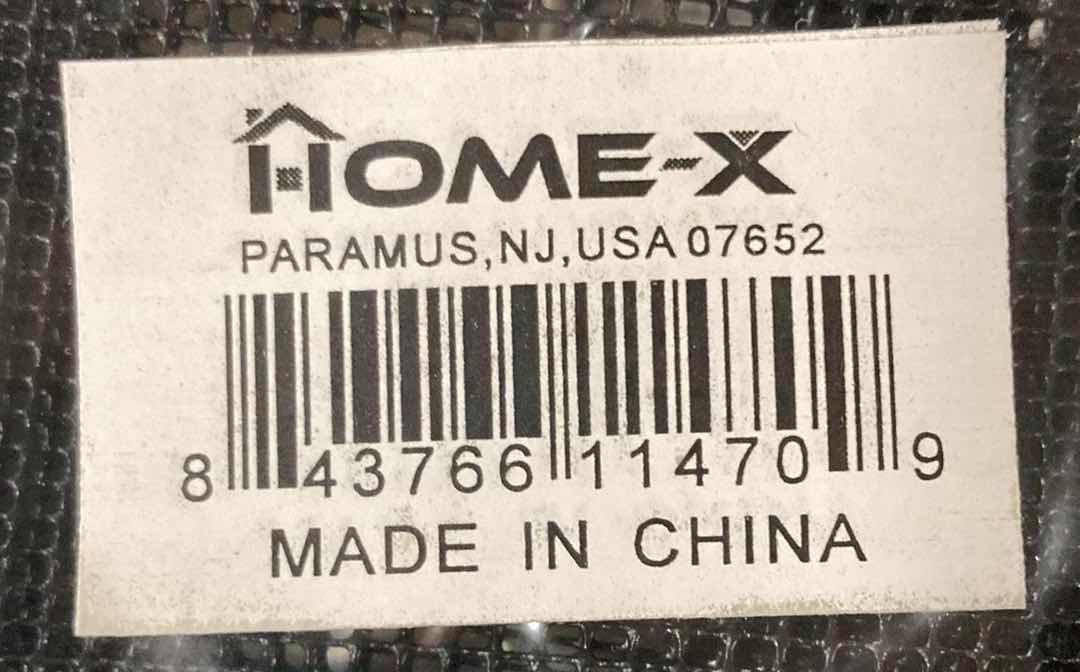 HOME-X
PARAMUS,NJ,USA 07652
8 43766 11470 9
MADE IN CHINA